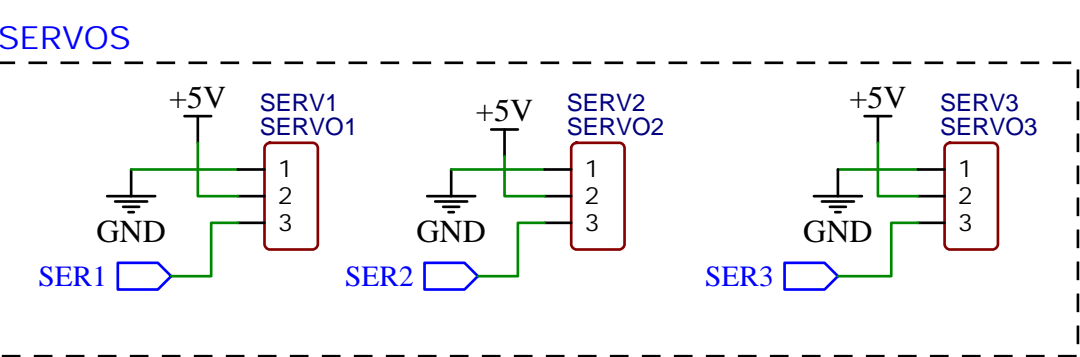 SERVOS
+5V
SERV1
SERVO1
1
2
3
GND
SER1
+5V
SERV2
SERVO2
1
2
3
GND
SER2
+5V
SERV3
SERVO3
1
2
3
GND
SER3